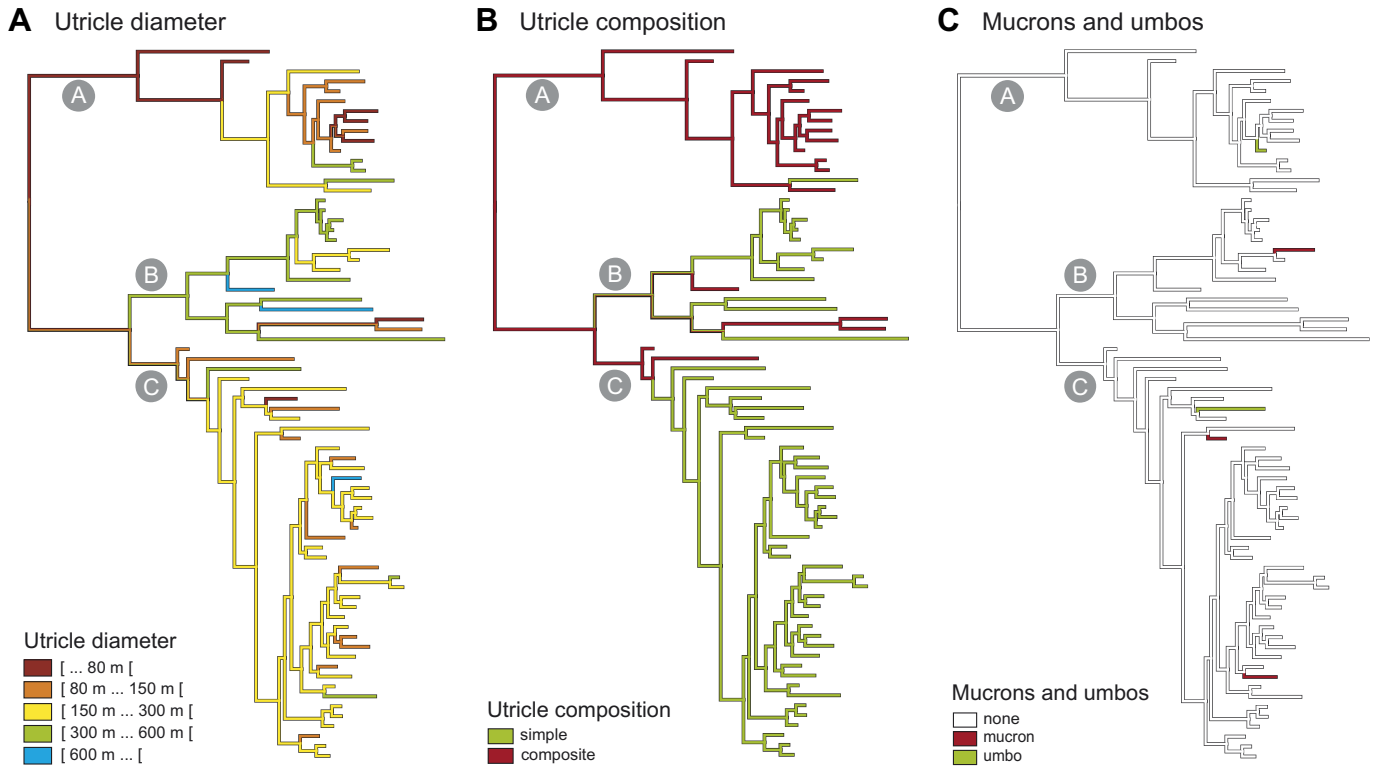 A Utricle diameter
B Utricle composition
C Mucrons and umbos
A
B
C
Utricle diameter
[ ... 80 m [
[ 80 m ... 150 m [
[ 150 m ... 300 m [
[ 300 m ... 600 m [
[ 600 m ... [
A
B
C
Utricle composition
simple
composite
A
B
C
Mucrons and umbos
none
mucron
umbo